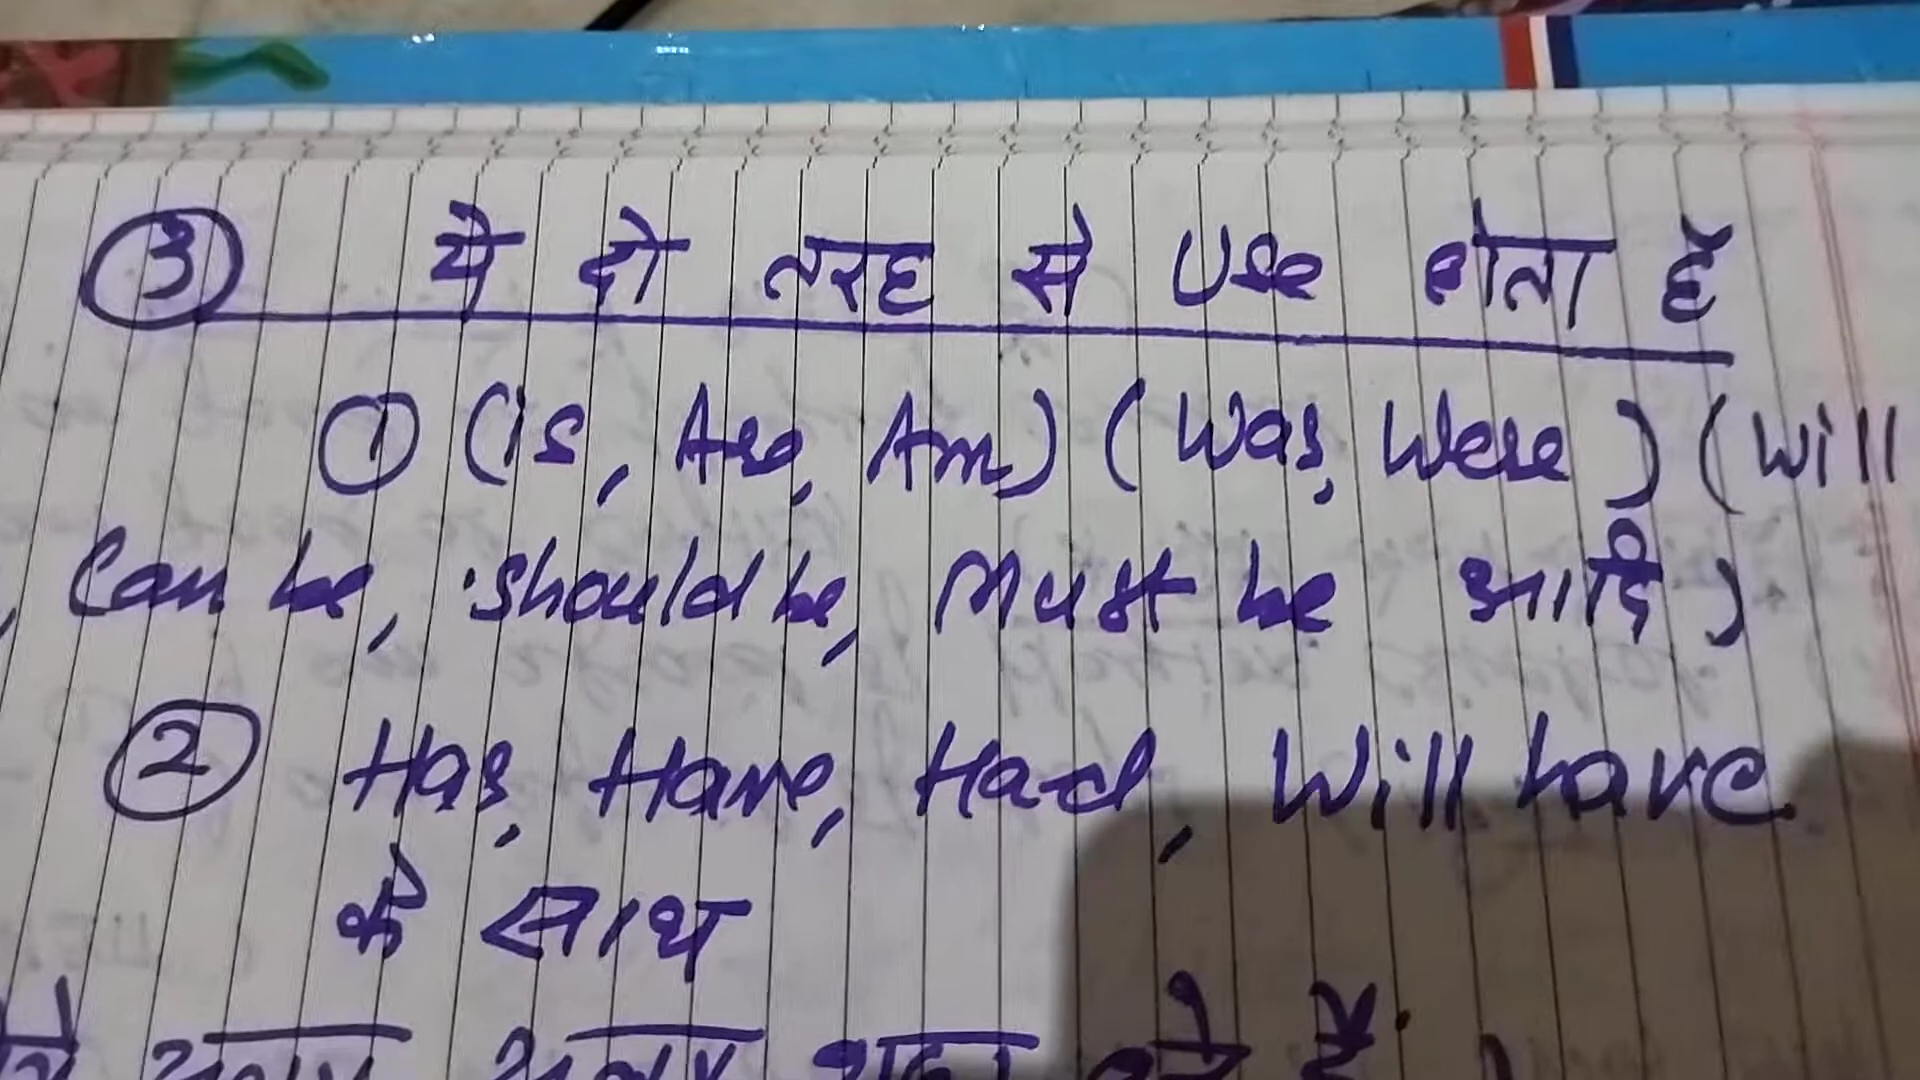 ③ ये दो तरह से Use होता है
① (is, Are, Am) (Was, Were) (Will
, Can be, should be, Must be आदि)
② Has, Have, Had, Will have
के साथ